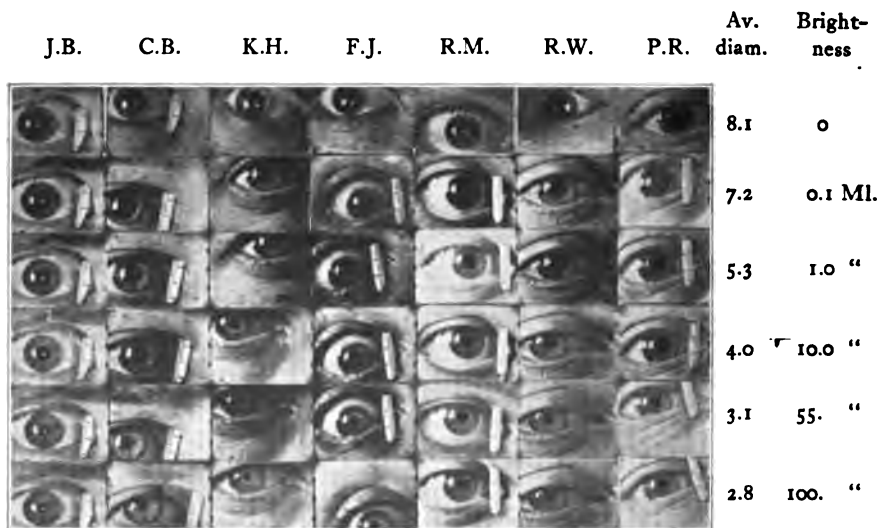 Av. Bright-
J.B. C.B. K.H. F.J. R.M. R.W. P.R. diam. ness
8.1 0
7.2 0.1 Ml.
5.3 1.0 “
4.0 10.0 “
3.1 55. “
2.8 100. “